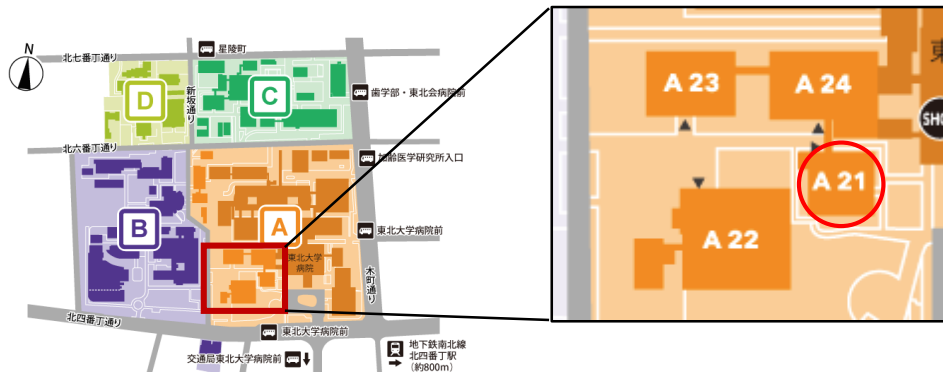 N
北七番丁通り
星陵町
D
新坂通り
C
歯学部・東北会病院前
北六番丁通り
加齢医学研究所入口
B
A
東北大学病院前
東北大学
病院
木町通り
北四番丁通り
東北大学病院前
交通局東北大学病院前
地下鉄南北線
北四番丁駅
(約800m)
A 23
A 24
東
SHO
A 21
A 22